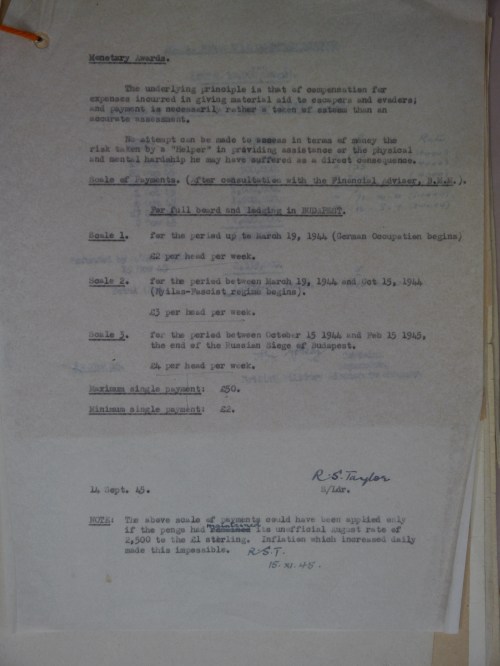 Monetary Awards.
The underlying principle is that of compensation for
expenses incurred in giving material aid to escapers and evaders;
and payment is necessarily rather a token of esteem than an
accurate assessment.
No attempt can be made to assess in terms of money the
risk taken by a "Helper" in providing assistance or the physical
and mental hardship he may have suffered as a direct consequence.
Scale of Payments. (After consultation with the Financial Adviser, B.M.M.).
For full board and lodging in BUDAPEST.
Scale 1. for the period up to March 19, 1944 (German Occupation begins)
£2 per head per week.
Scale 2. for the period between March 19, 1944 and Oct 15, 1944
(Nyilas-Fascist regime begins).
£3 per head per week.
Scale 3. for the period between October 15 1944 and Feb 15 1945,
the end of the Russian Siege of Budapest.
£4 per head per week.
Maximum single payment: £50.
Minimum single payment: £2.
R.S.Taylor
14 Sept. 45. S/Ldr.
NOTE: The above scale of payments could have been applied only
maintained
if the pengo had its unofficial August rate of
2,500 to the £1 sterling. Inflation which increased daily
made this impossible. R.S.T.
15.XI.45.